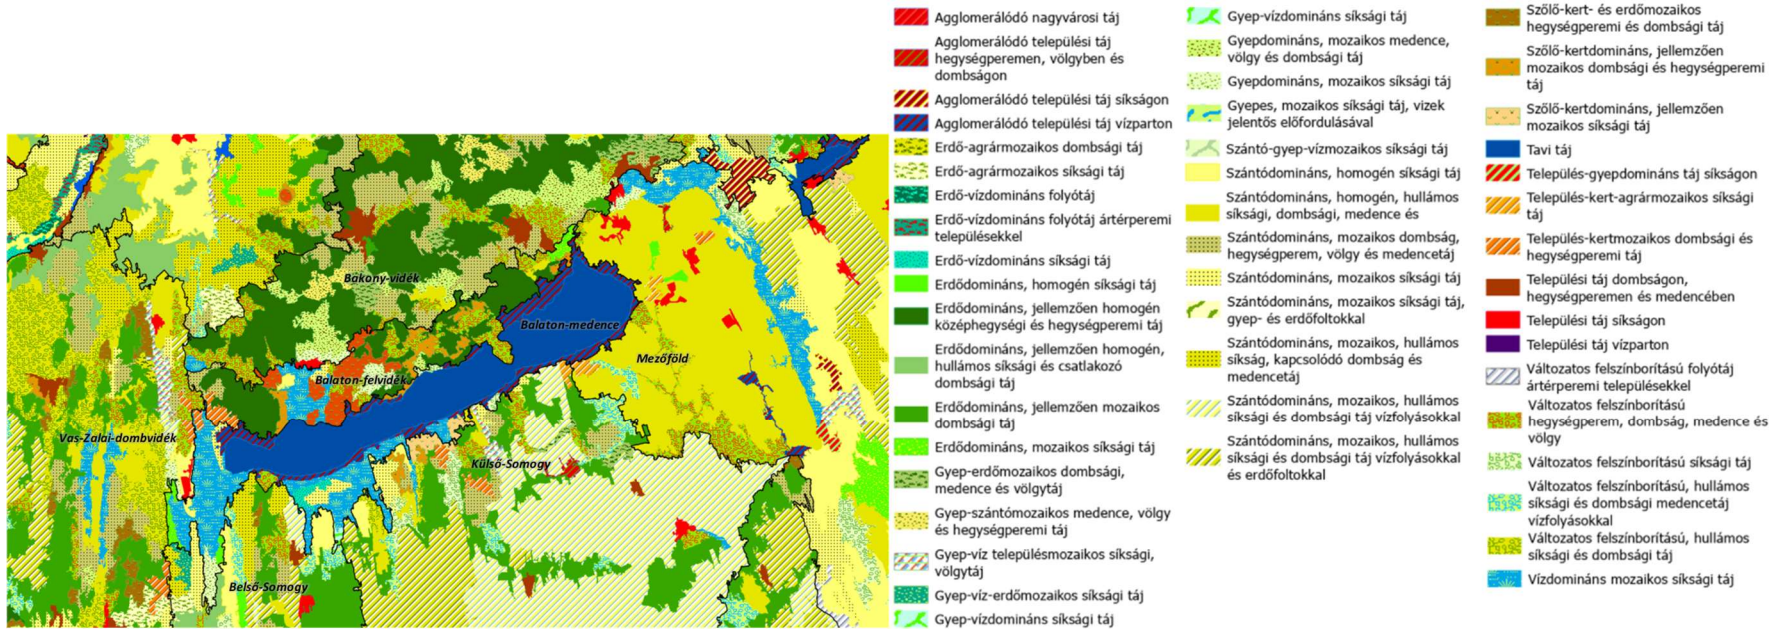 Bakony-vidék
Balaton-medence
Mezőföld
Balaton-felvidék
Vas-Zalai-dombvidék
Külső-Somogy
Belső-Somogy
Agglomerálódó nagyvárosi táj
Agglomerálódó települési táj
hegységperemen, völgyben és
dombságon
Agglomerálódó települési táj síkságon
Agglomerálódó települési táj vízparton
Erdő-agrármozaikos dombsági táj
Erdő-agrármozaikos síksági táj
Erdő-vízdomináns folyótáj
Erdő-vízdomináns folyótáj ártérperemi
településekkel
Erdő-vízdomináns síksági táj
Erdődomináns, homogén síksági táj
Erdődomináns, jellemzően homogén
középhegységi és hegységperemi táj
Erdődomináns, jellemzően homogén,
hullámos síksági és csatlakozó
dombsági táj
Erdődomináns, jellemzően mozaikos
dombsági táj
Erdődomináns, mozaikos síksági táj
Gyep-erdőmozaikos dombsági,
medence és völgytáj
Gyep-szántómozaikos medence, völgy
és hegységperemi táj
Gyep-víz településmozaikos síksági,
völgytáj
Gyep-víz-erdőmozaikos síksági táj
Gyep-vízdomináns síksági táj
Gyep-vízdomináns síksági táj
Gyepdomináns, mozaikos medence,
völgy és dombsági táj
Gyepdomináns, mozaikos síksági táj
Gyepes, mozaikos síksági táj, vizek
jelentős előfordulásával
Szántó-gyep-vízmozaikos síksági táj
Szántódomináns, homogén síksági táj
Szántódomináns, homogén, hullámos
síksági, dombsági, medence és
Szántódomináns, mozaikos dombság,
hegységperem, völgy és medencetáj
Szántódomináns, mozaikos síksági táj
Szántódomináns, mozaikos síksági táj,
gyep- és erdőfoltokkal
Szántódomináns, mozaikos, hullámos
síkság, kapcsolódó dombság és
medencetáj
Szántódomináns, mozaikos, hullámos
síksági és dombsági táj vízfolyásokkal
Szántódomináns, mozaikos, hullámos
síksági és dombsági táj vízfolyásokkal
és erdőfoltokkal
Szőlő-kert- és erdőmozaikos
hegységperemi és dombsági táj
Szőlő-kertdomináns, jellemzően
mozaikos dombsági és hegységperemi
táj
Szőlő-kertdomináns, jellemzően
mozaikos síksági táj
Tavi táj
Település-gyepdomináns táj síkságon
Település-kert-agrármozaikos síksági
táj
Település-kertmozaikos dombsági és
hegységperemi táj
Települési táj dombságon,
hegységperemen és medencében
Települési táj síkságon
Települési táj vízparton
Változatos felszínborítású folyótáj
ártérperemi településekkel
Változatos felszínborítású
hegységperem, dombság, medence és
völgy
Változatos felszínborítású síksági táj
Változatos felszínborítású, hullámos
síksági és dombsági medencetáj
vízfolyásokkal
Változatos felszínborítású, hullámos
síksági és dombsági táj
Vízdomináns mozaikos síksági táj